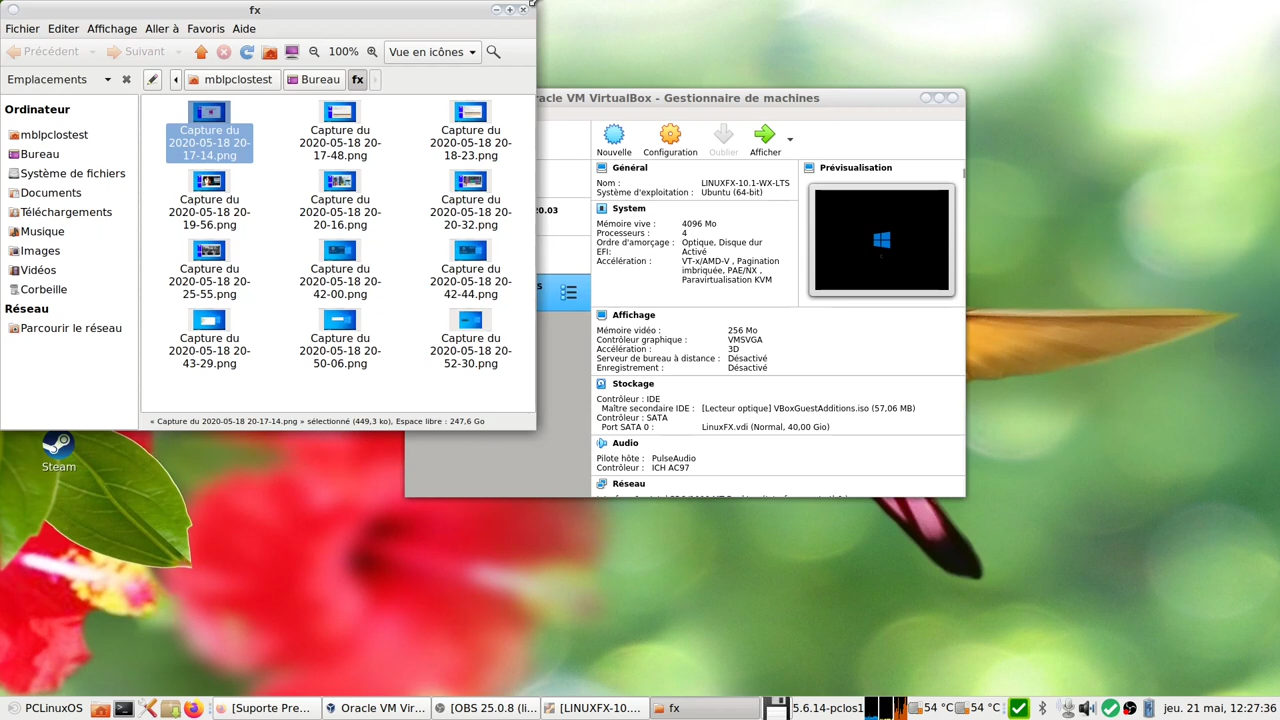 fx
Fichier Editer Affichage Aller à Favoris Aide
Précédent Suivant 100% Vue en icônes
Emplacements mblpclostest Bureau fx
Ordinateur
mblpclostest
Bureau
Système de fichiers
Documents
Téléchargements
Musique
Images
Vidéos
Corbeille
Réseau
Parcourir le réseau
Capture du
2020-05-18 20-
17-14.png
Capture du
2020-05-18 20-
17-48.png
Capture du
2020-05-18 20-
18-23.png
Capture du
2020-05-18 20-
19-56.png
Capture du
2020-05-18 20-
20-16.png
Capture du
2020-05-18 20-
20-32.png
Capture du
2020-05-18 20-
25-55.png
Capture du
2020-05-18 20-
42-00.png
Capture du
2020-05-18 20-
42-44.png
Capture du
2020-05-18 20-
43-29.png
Capture du
2020-05-18 20-
50-06.png
Capture du
2020-05-18 20-
52-30.png
« Capture du 2020-05-18 20-17-14.png » sélectionné (449,3 ko), Espace libre : 247,6 Go
acle VM VirtualBox - Gestionnaire de machines
Nouvelle Configuration Oublier Afficher
20.03
S
Général
Nom : LINUXFX-10.1-WX-LTS
Système d'exploitation : Ubuntu (64-bit)
System
Mémoire vive : 4096 Mo
Processeurs : 4
Ordre d'amorçage : Optique, Disque dur
EFI: Activé
Accélération : VT-x/AMD-V , Pagination
imbriquée, PAE/NX ,
Paravirtualisation KVM
Prévisualisation
Affichage
Mémoire vidéo : 256 Mo
Contrôleur graphique : VMSVGA
Accélération : 3D
Serveur de bureau à distance : Désactivé
Enregistrement : Désactivé
Stockage
Contrôleur : IDE
Maître secondaire IDE : [Lecteur optique] VBoxGuestAdditions.iso (57,06 MB)
Contrôleur : SATA
Port SATA 0 : LinuxFX.vdi (Normal, 40,00 Gio)
Audio
Pilote hôte : PulseAudio
Contrôleur : ICH AC97
Réseau
Steam
PCLinuxOS [Suporte Pre... Oracle VM Vir... [OBS 25.0.8 (li... [LINUXFX-10.... fx 5.6.14-pclos1 54 °C 54 °C jeu. 21 mai, 12:27:36